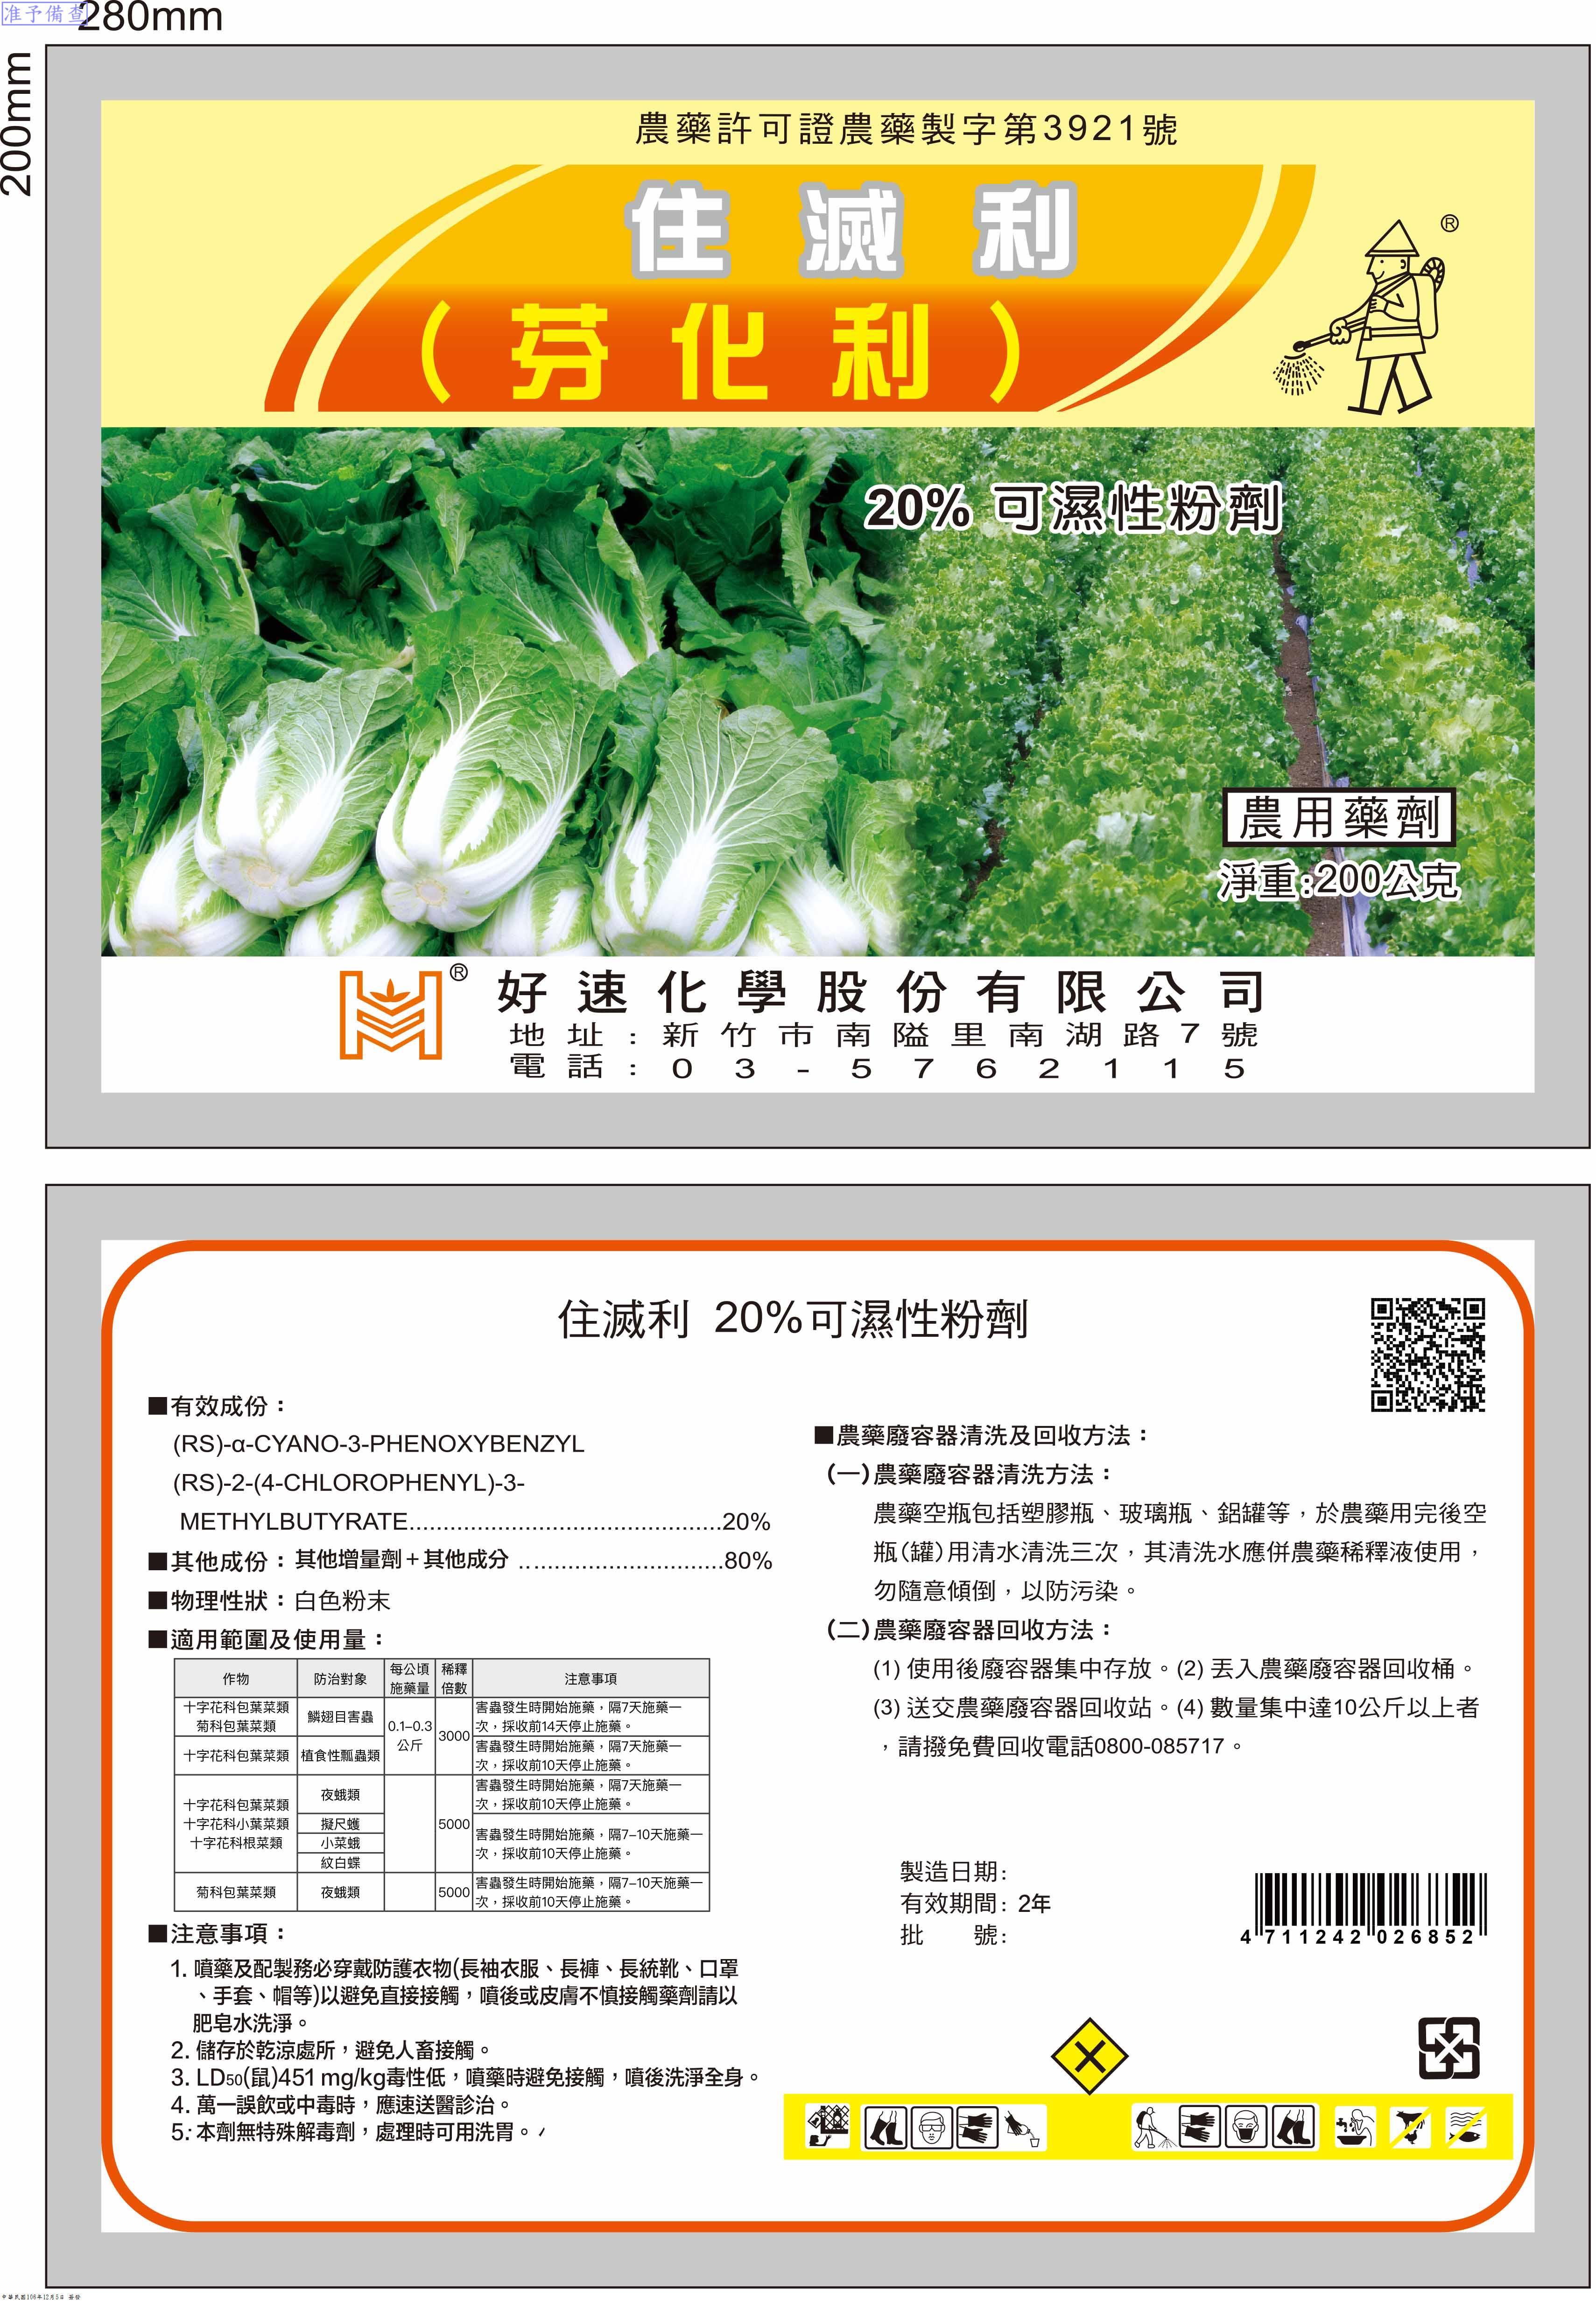 准予備查
280mm
200mm
農藥許可證農藥製字第3921號
住滅利
®
(芬化利)
20% 可濕性粉劑
農用藥劑
淨重:200公克
®
好速化學股份有限公司
地址:新竹市南隘里南湖路7號
電話:03-5762115
住滅利 20%可濕性粉劑
■有效成份：
(RS)-α-CYANO-3-PHENOXYBENZYL
(RS)-2-(4-CHLOROPHENYL)-3-
METHYLBUTYRATE..............................................20%
■其他成份：其他增量劑+其他成分 ..............................80%
■物理性狀：白色粉末
■適用範圍及使用量：
作物 防治對象 每公頃施藥量 稀釋倍數 注意事項
十字花科包葉菜類 菊科包葉菜類 鱗翅目害蟲 0.1–0.3公斤 3000 害蟲發生時開始施藥，隔7天施藥一次，採收前14天停止施藥。
十字花科包葉菜類 植食性瓢蟲類 害蟲發生時開始施藥，隔7天施藥一次，採收前10天停止施藥。
十字花科包葉菜類 十字花科小葉菜類 十字花科根菜類 夜蛾類 5000 害蟲發生時開始施藥，隔7天施藥一次，採收前10天停止施藥。
擬尺蠖 害蟲發生時開始施藥，隔7–10天施藥一次，採收前10天停止施藥。
小菜蛾
紋白蝶
菊科包葉菜類 夜蛾類 5000 害蟲發生時開始施藥，隔7–10天施藥一次，採收前10天停止施藥。
■注意事項：
1. 噴藥及配製務必穿戴防護衣物(長袖衣服、長褲、長統靴、口罩
、手套、帽等)以避免直接接觸，噴後或皮膚不慎接觸藥劑請以
肥皂水洗淨。
2. 儲存於乾涼處所，避免人畜接觸。
3. LD50(鼠)451 mg/kg毒性低，噴藥時避免接觸，噴後洗淨全身。
4. 萬一誤飲或中毒時，應速送醫診治。
5. 本劑無特殊解毒劑，處理時可用洗胃。
■農藥廢容器清洗及回收方法：
(一)農藥廢容器清洗方法：
農藥空瓶包括塑膠瓶、玻璃瓶、鋁罐等，於農藥用完後空
瓶(罐)用清水清洗三次，其清洗水應併農藥稀釋液使用，
勿隨意傾倒，以防污染。
(二)農藥廢容器回收方法：
(1) 使用後廢容器集中存放。(2) 丟入農藥廢容器回收桶。
(3) 送交農藥廢容器回收站。(4) 數量集中達10公斤以上者
，請撥免費回收電話0800-085717。
製造日期:
有效期間: 2年
批　　號:
4 711242 026852
中華民國106年12月5日